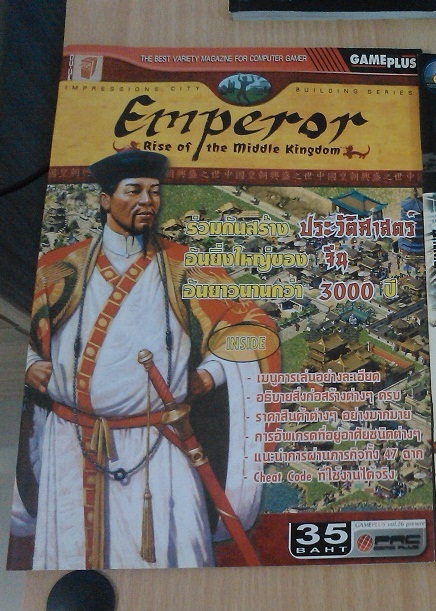 THE BEST VARIETY MAGAZINE FOR COMPUTER GAMER
GAMEPLUS
IMPRESSIONS CITY BUILDING SERIES
Emperor
Rise of the Middle Kingdom
ร่วมกันสร้าง ประวัติศาสตร์
อันยิ่งใหญ่ของ จีน
อันยาวนานกว่า 3000 ปี
INSIDE
- เมนูการเล่นอย่างละเอียด
- อธิบายสิ่งก่อสร้างต่างๆ ครบ
ราคาสินค้าต่างๆ อย่างมากมาย
- การอัพเกรดที่อยู่อาศัยชนิดต่างๆ
แนะนำการผ่านภารกิจทั้ง 47 ฉาก
- Cheat Code ที่ใช้งานได้จริง
35
BAHT
GAMEPLUS vol.26 present